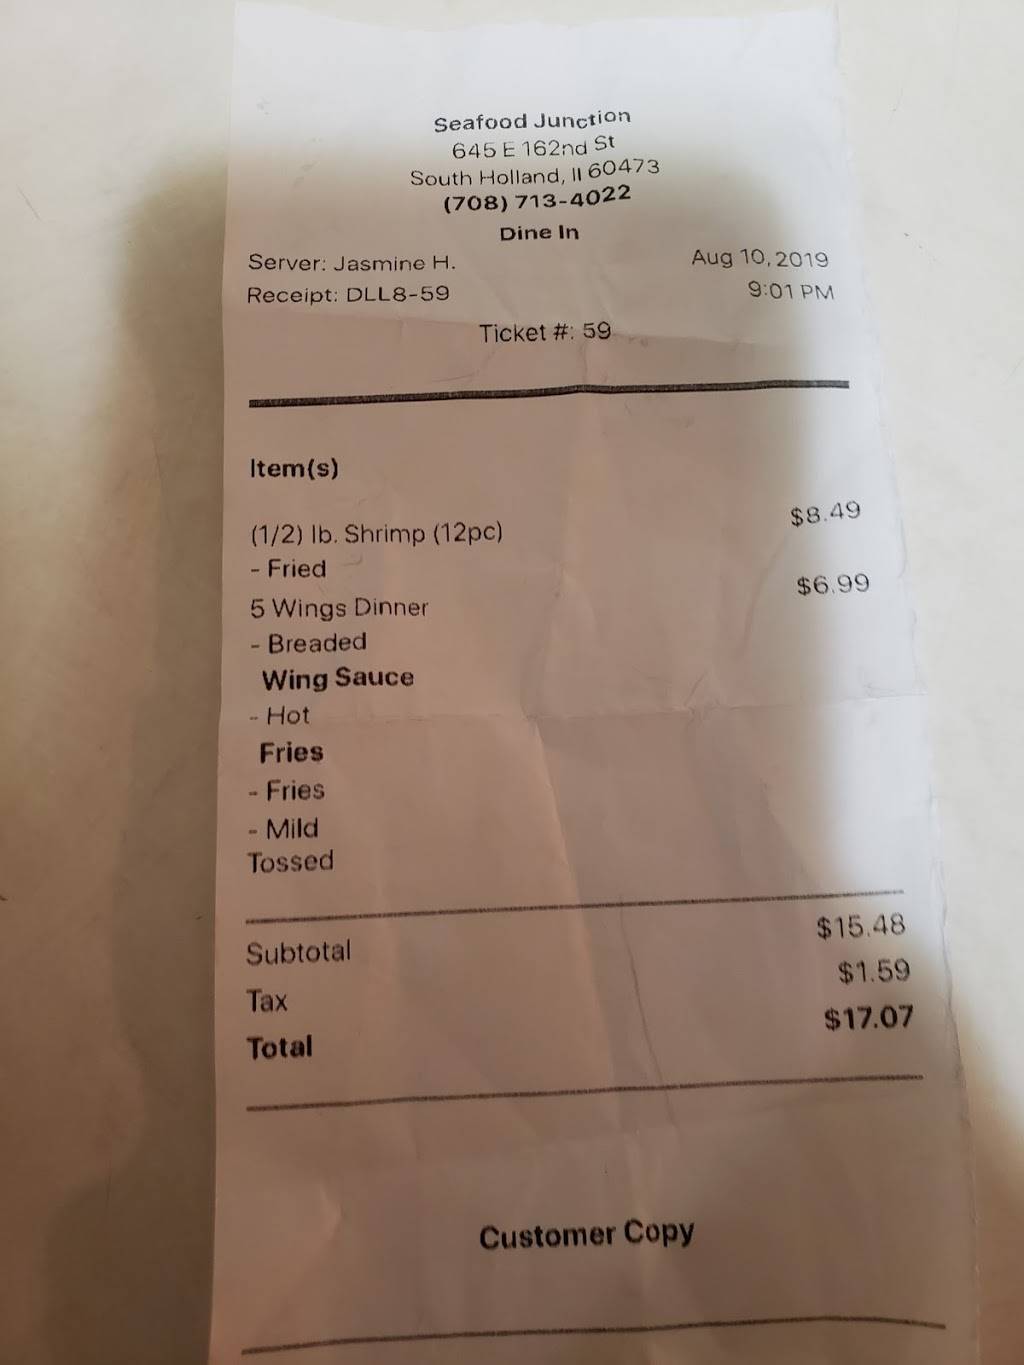 Seafood Junction
645 E 162nd St
South Holland, Il 60473
(708) 713-4022
Dine In
Server: Jasmine H. Aug 10, 2019
Receipt: DLL8-59 9:01 PM
Ticket #: 59
Item(s)
(1/2) lb. Shrimp (12pc) $8.49
- Fried
5 Wings Dinner $6.99
- Breaded
Wing Sauce
- Hot
Fries
- Fries
- Mild
Tossed
Subtotal $15.48
Tax $1.59
Total $17.07
Customer Copy